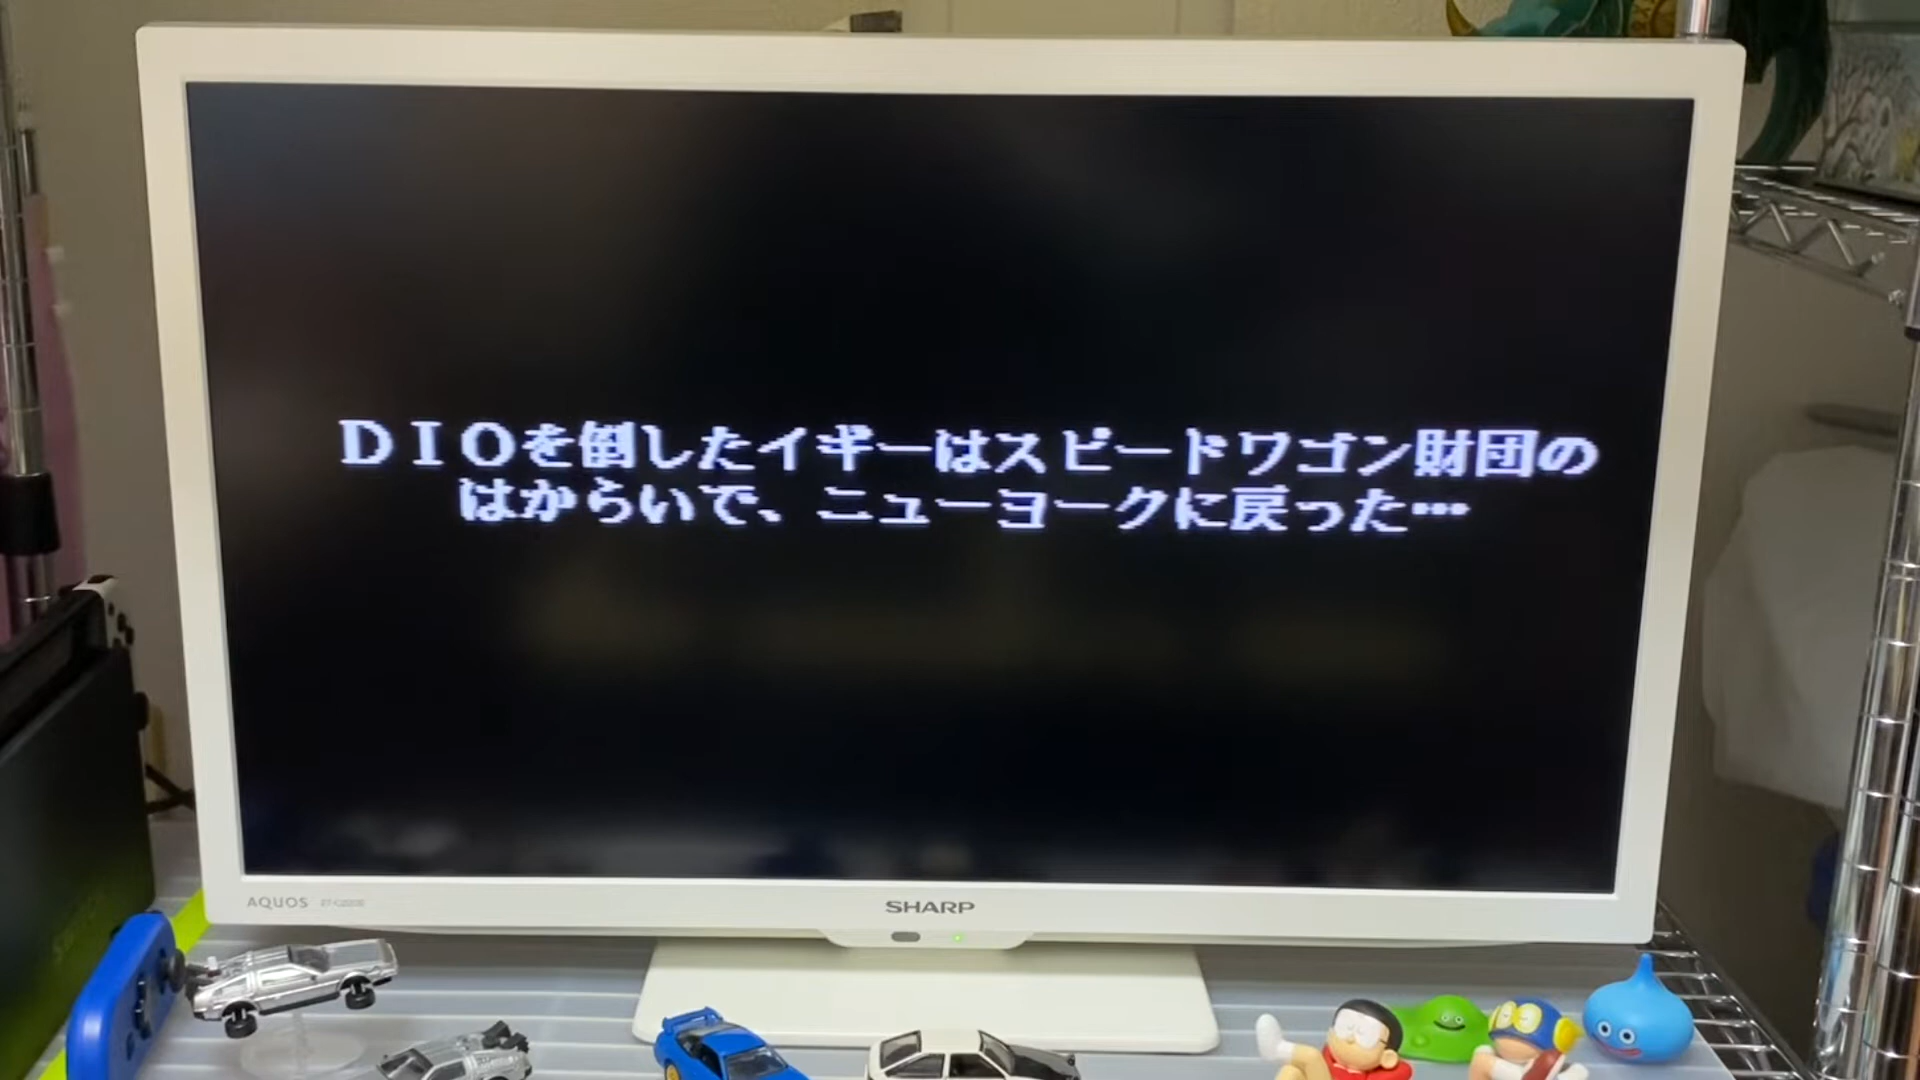 DIOを倒したイギーはスピードワゴン財団の
はからいで、ニューヨークに戻った…
AQUOS
SHARP